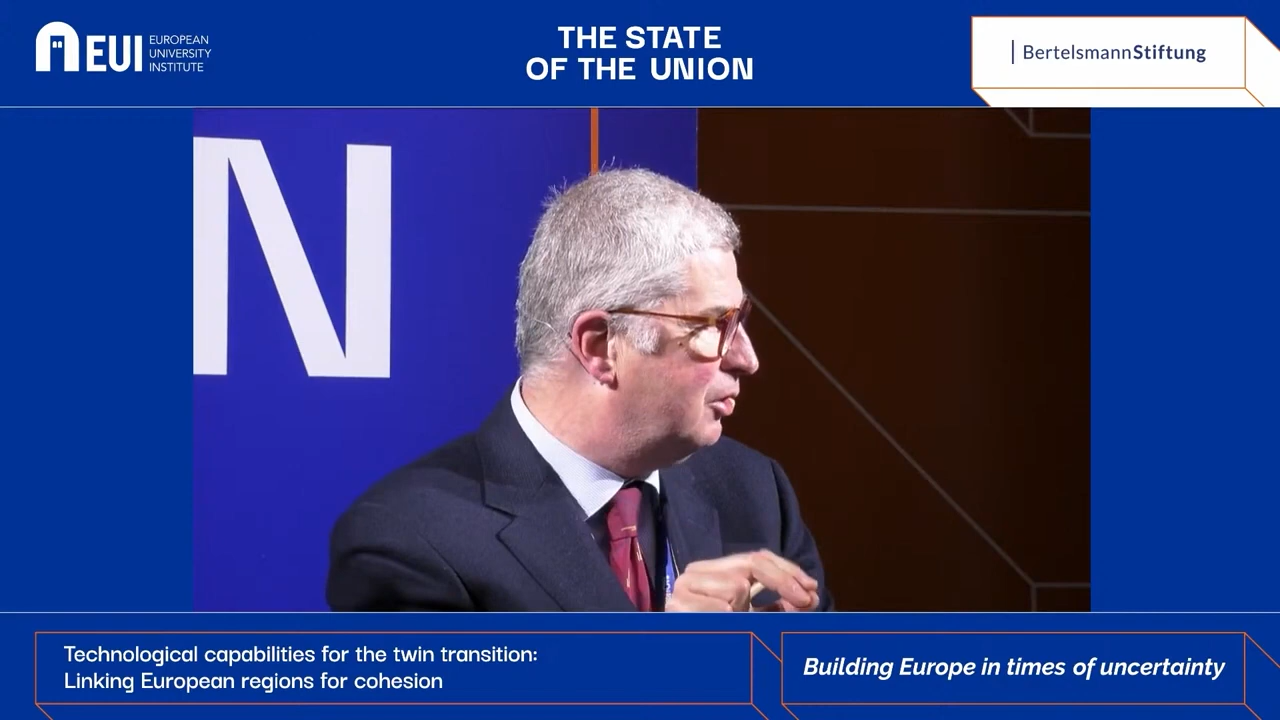 EUI
EUROPEAN
UNIVERSITY
INSTITUTE
THE STATE
OF THE UNION
BertelsmannStiftung
N
Technological capabilities for the twin transition:
Linking European regions for cohesion
Building Europe in times of uncertainty